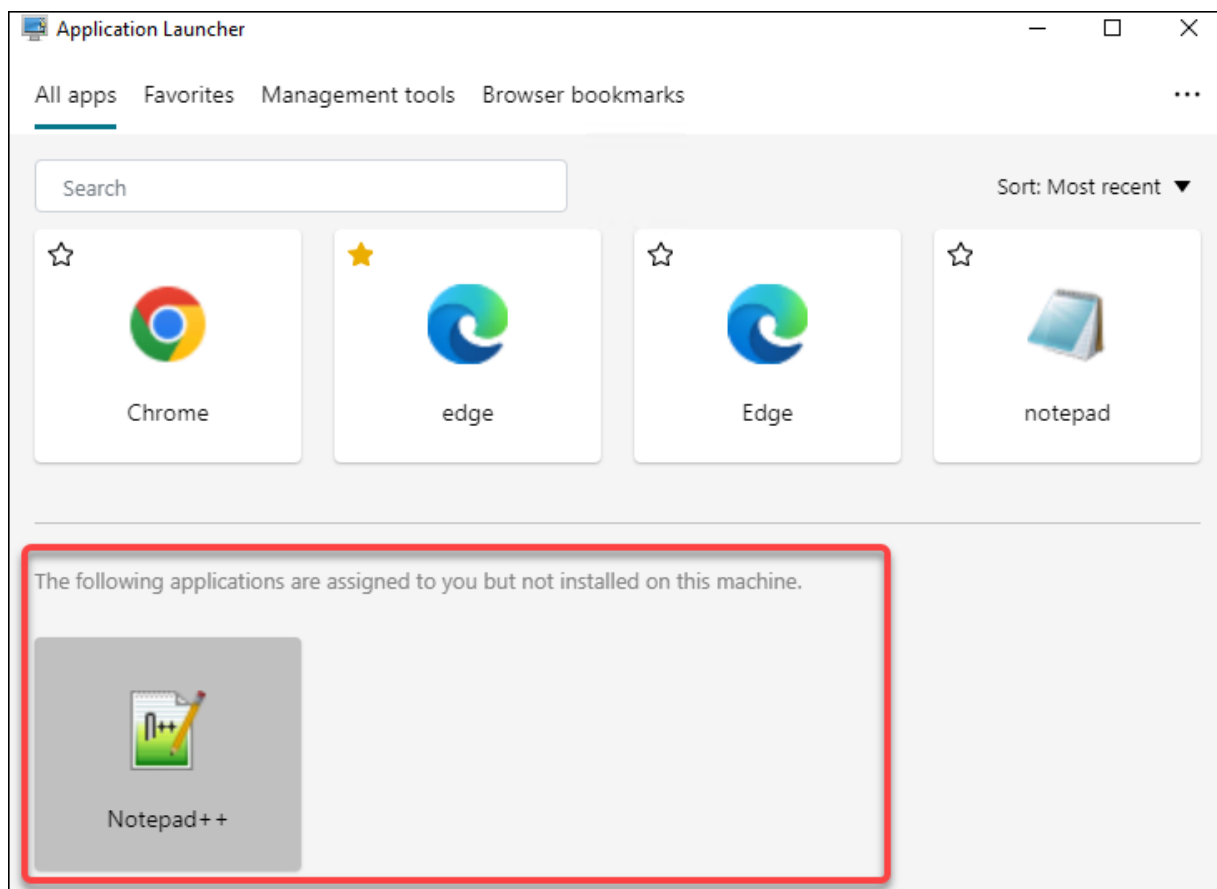 Application Launcher
All apps Favorites Management tools Browser bookmarks
Search
Sort: Most recent
Chrome
edge
Edge
notepad
The following applications are assigned to you but not installed on this machine.
Notepad++